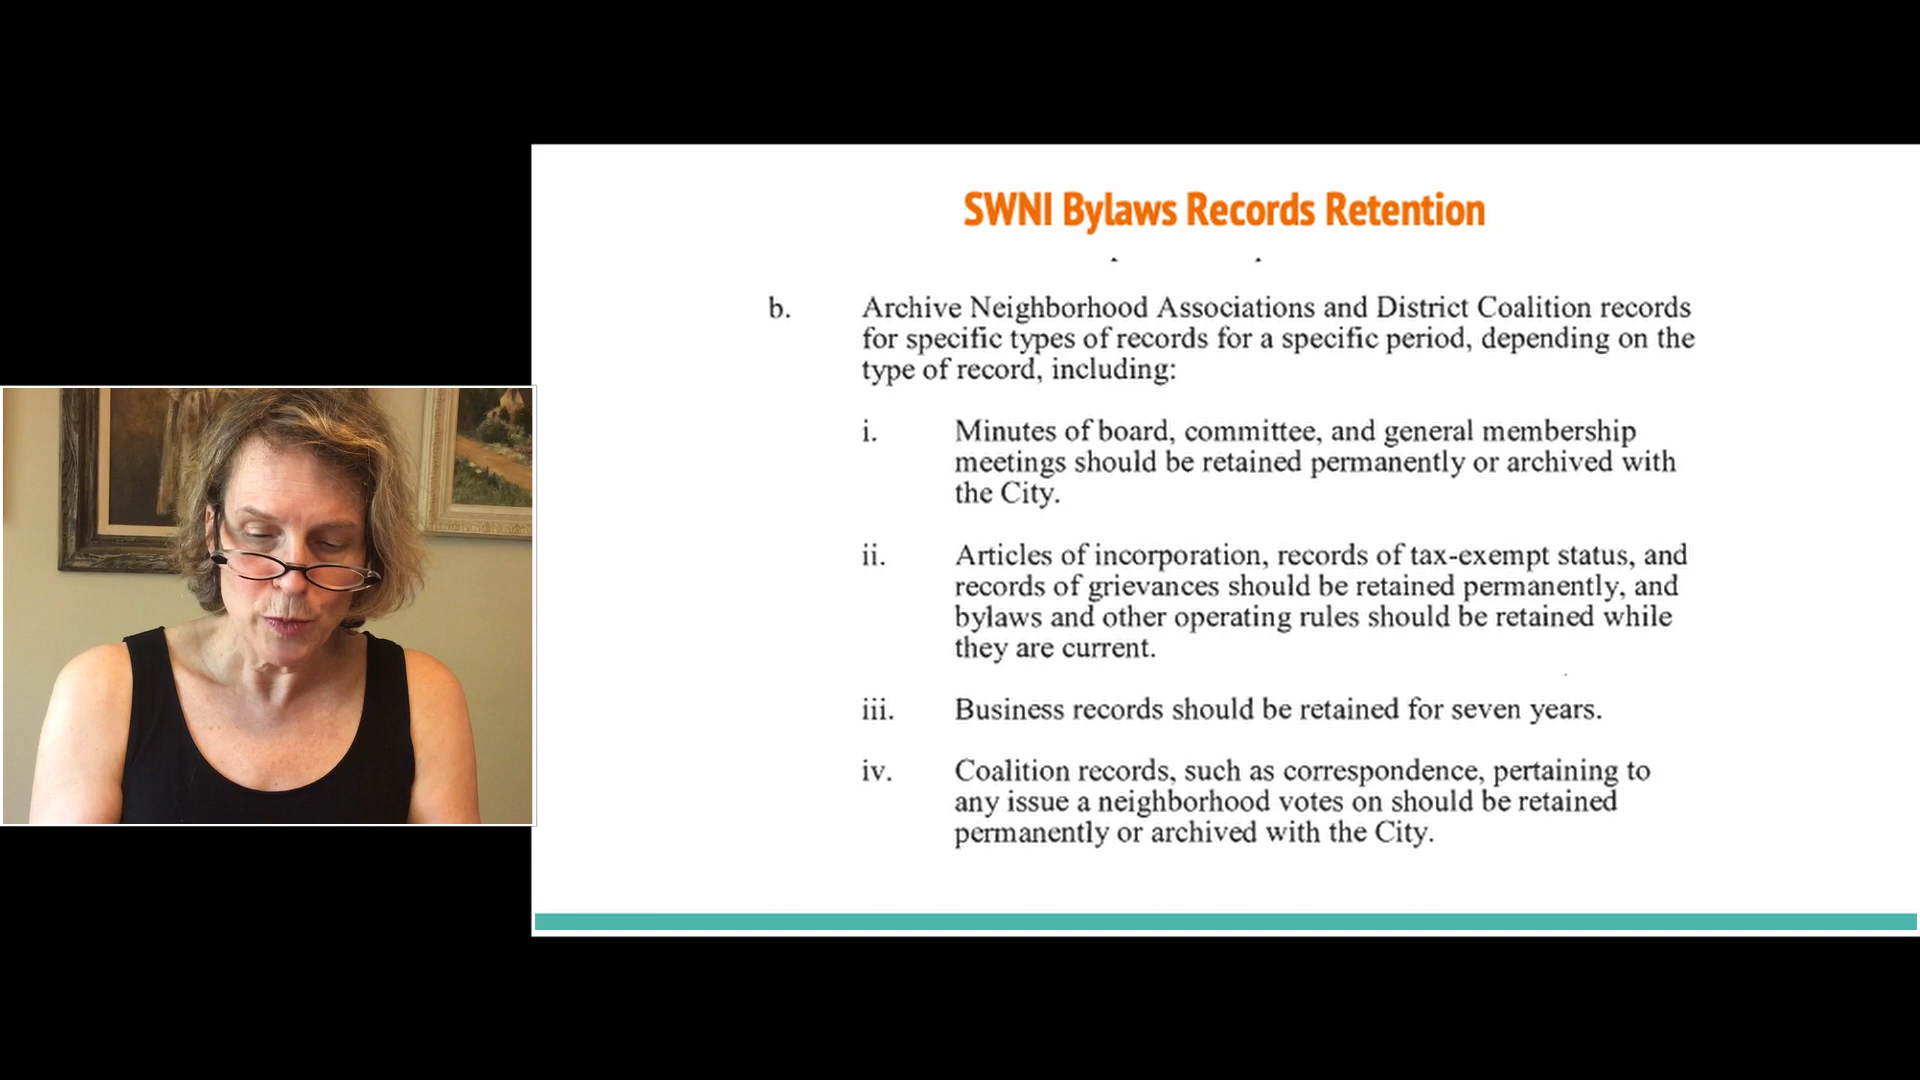 SWNI Bylaws Records Retention
b. Archive Neighborhood Associations and District Coalition records
for specific types of records for a specific period, depending on the
type of record, including:
i. Minutes of board, committee, and general membership
meetings should be retained permanently or archived with
the City.
ii. Articles of incorporation, records of tax-exempt status, and
records of grievances should be retained permanently, and
bylaws and other operating rules should be retained while
they are current.
iii. Business records should be retained for seven years.
iv. Coalition records, such as correspondence, pertaining to
any issue a neighborhood votes on should be retained
permanently or archived with the City.